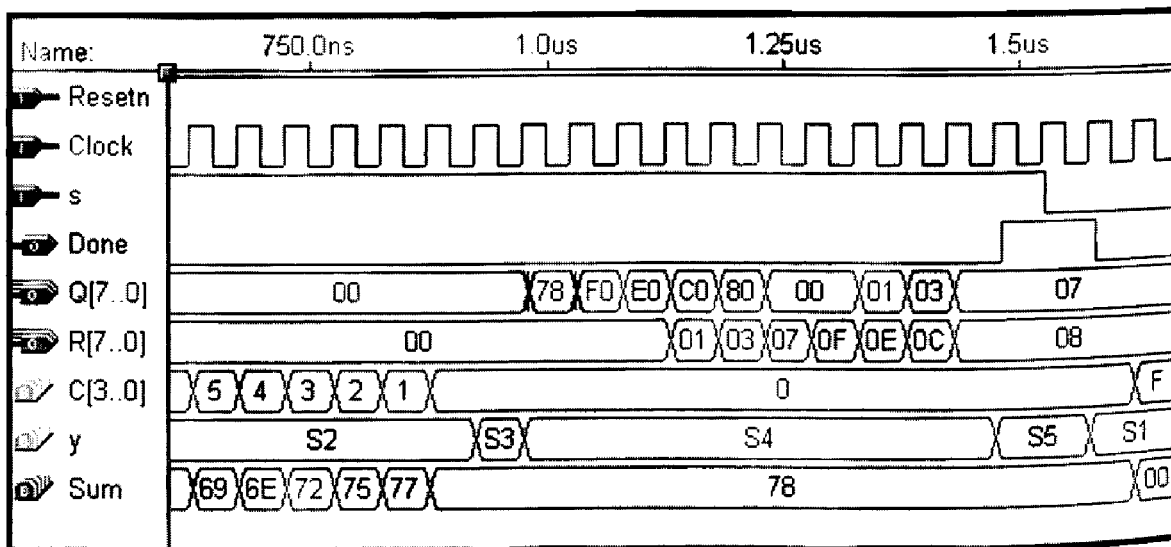 Name: 750.0ns 1.0us 1.25us 1.5us
Resetn
Clock
s
Done
Q[7..0] 00 78 F0 E0 C0 80 00 01 03 07
R[7..0] 00 01 03 07 0F 0E 0C 08
C[3..0] 5 4 3 2 1 0 F
y S2 S3 S4 S5 S1
Sum 69 6E 72 75 77 78 00